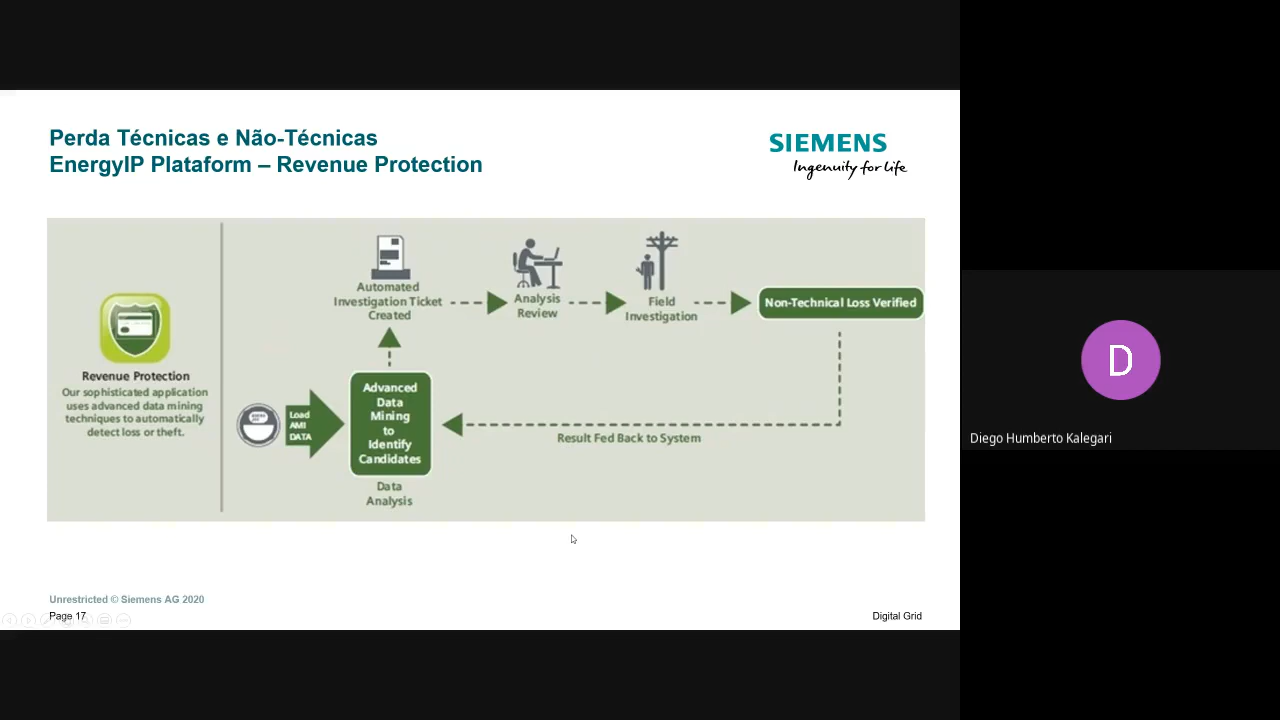 Perda Técnicas e Não-Técnicas
EnergyIP Plataform – Revenue Protection
SIEMENS
Ingenuity for life
Revenue Protection
Our sophisticated application
uses advanced data mining
techniques to automatically
detect loss or theft.
Automated
Investigation Ticket
Created
Analysis
Review
Field
Investigation
Non-Technical Loss Verified
Load
AMI
DATA
Advanced
Data
Mining
to
Identify
Candidates
Data
Analysis
Result Fed Back to System
Unrestricted © Siemens AG 2020
Page 17
Digital Grid
D
Diego Humberto Kalegari